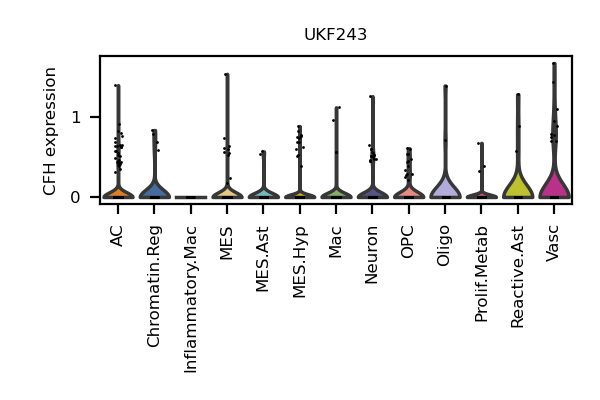 UKF243
CFH expression
1
0
AC
Chromatin.Reg
Inflammatory.Mac
MES
MES.Ast
MES.Hyp
Mac
Neuron
OPC
Oligo
Prolif.Metab
Reactive.Ast
Vasc